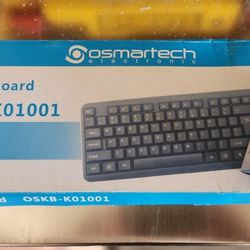 osmartech
electronic
oard
K01001
d OSKB-K01001